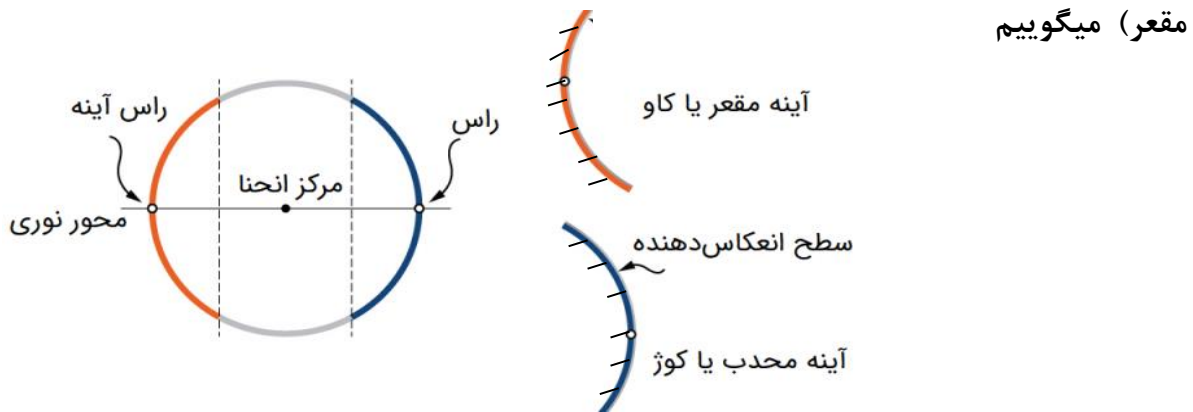 مقعر) میگوییم
آینه مقعر یا کاو
راس آینه
راس
مرکز انحنا
محور نوری
سطح انعکاس‌دهنده
آینه محدب یا کوژ